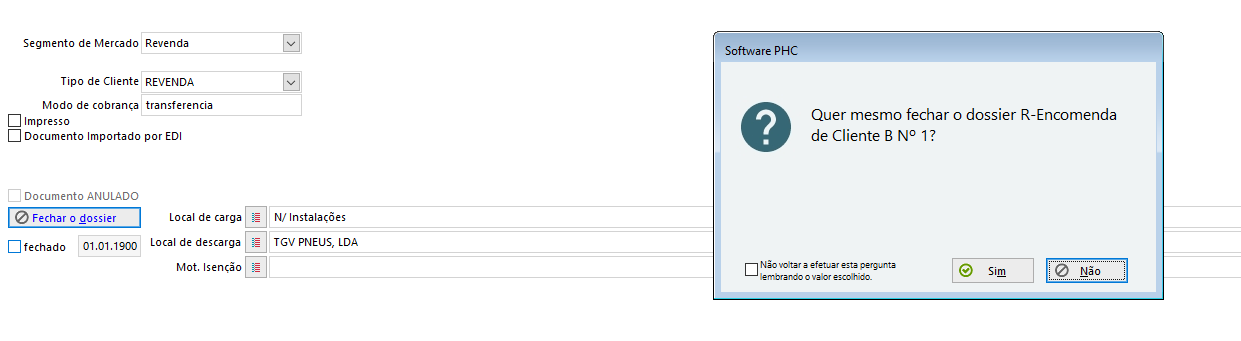 Segmento de Mercado Revenda
Tipo de Cliente REVENDA
Modo de cobrança transferencia
Impresso
Documento Importado por EDI
Documento ANULADO
Fechar o dossier
Local de carga N/ Instalações
fechado 01.01.1900
Local de descarga TGV PNEUS, LDA
Mot. Isenção
Software PHC
Quer mesmo fechar o dossier R-Encomenda
de Cliente B Nº 1?
Não voltar a efetuar esta pergunta
lembrando o valor escolhido.
Sim
Não